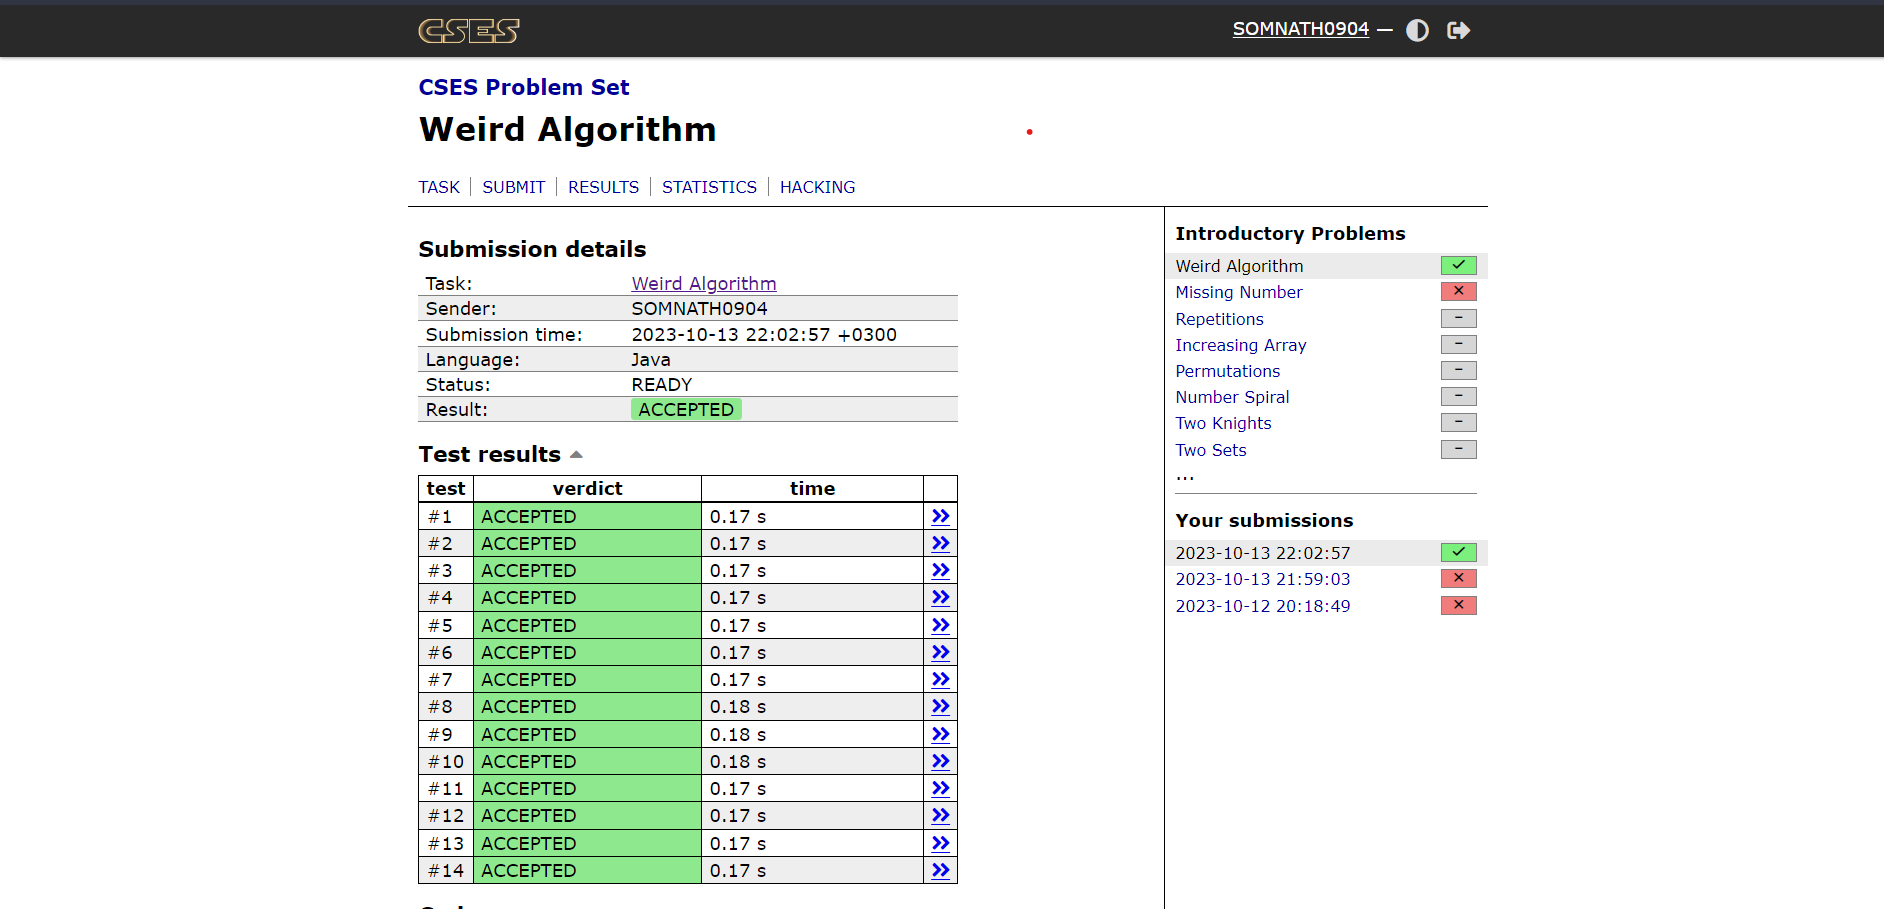 CSES
SOMNATH0904 —
CSES Problem Set
Weird Algorithm
TASK | SUBMIT | RESULTS | STATISTICS | HACKING
Submission details
Task: Weird Algorithm
Sender: SOMNATH0904
Submission time: 2023-10-13 22:02:57 +0300
Language: Java
Status: READY
Result: ACCEPTED
Test results
test verdict time
#1 ACCEPTED 0.17 s
#2 ACCEPTED 0.17 s
#3 ACCEPTED 0.17 s
#4 ACCEPTED 0.17 s
#5 ACCEPTED 0.17 s
#6 ACCEPTED 0.17 s
#7 ACCEPTED 0.17 s
#8 ACCEPTED 0.18 s
#9 ACCEPTED 0.18 s
#10 ACCEPTED 0.18 s
#11 ACCEPTED 0.17 s
#12 ACCEPTED 0.17 s
#13 ACCEPTED 0.17 s
#14 ACCEPTED 0.17 s
Introductory Problems
Weird Algorithm
Missing Number
Repetitions
Increasing Array
Permutations
Number Spiral
Two Knights
Two Sets
...
Your submissions
2023-10-13 22:02:57
2023-10-13 21:59:03
2023-10-12 20:18:49